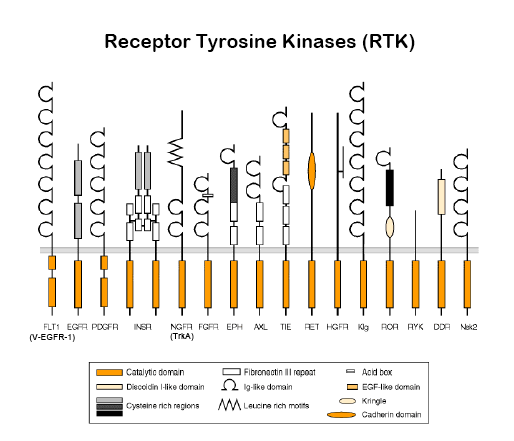 Receptor Tyrosine Kinases (RTK)
FLT1 EGFR PDGFR INSR NGFR FGFR EPH AXL TIE RET HGFR Klg ROR RYK DDR Nsk2
(V-EGFR-1) (TrkA)
Catalytic domain Fibronectin III repeat Acid box
Discoidin I-like domain Ig-like domain EGF-like domain
Cysteine rich regions Leucine rich motifs Kringle
Cadherin domain